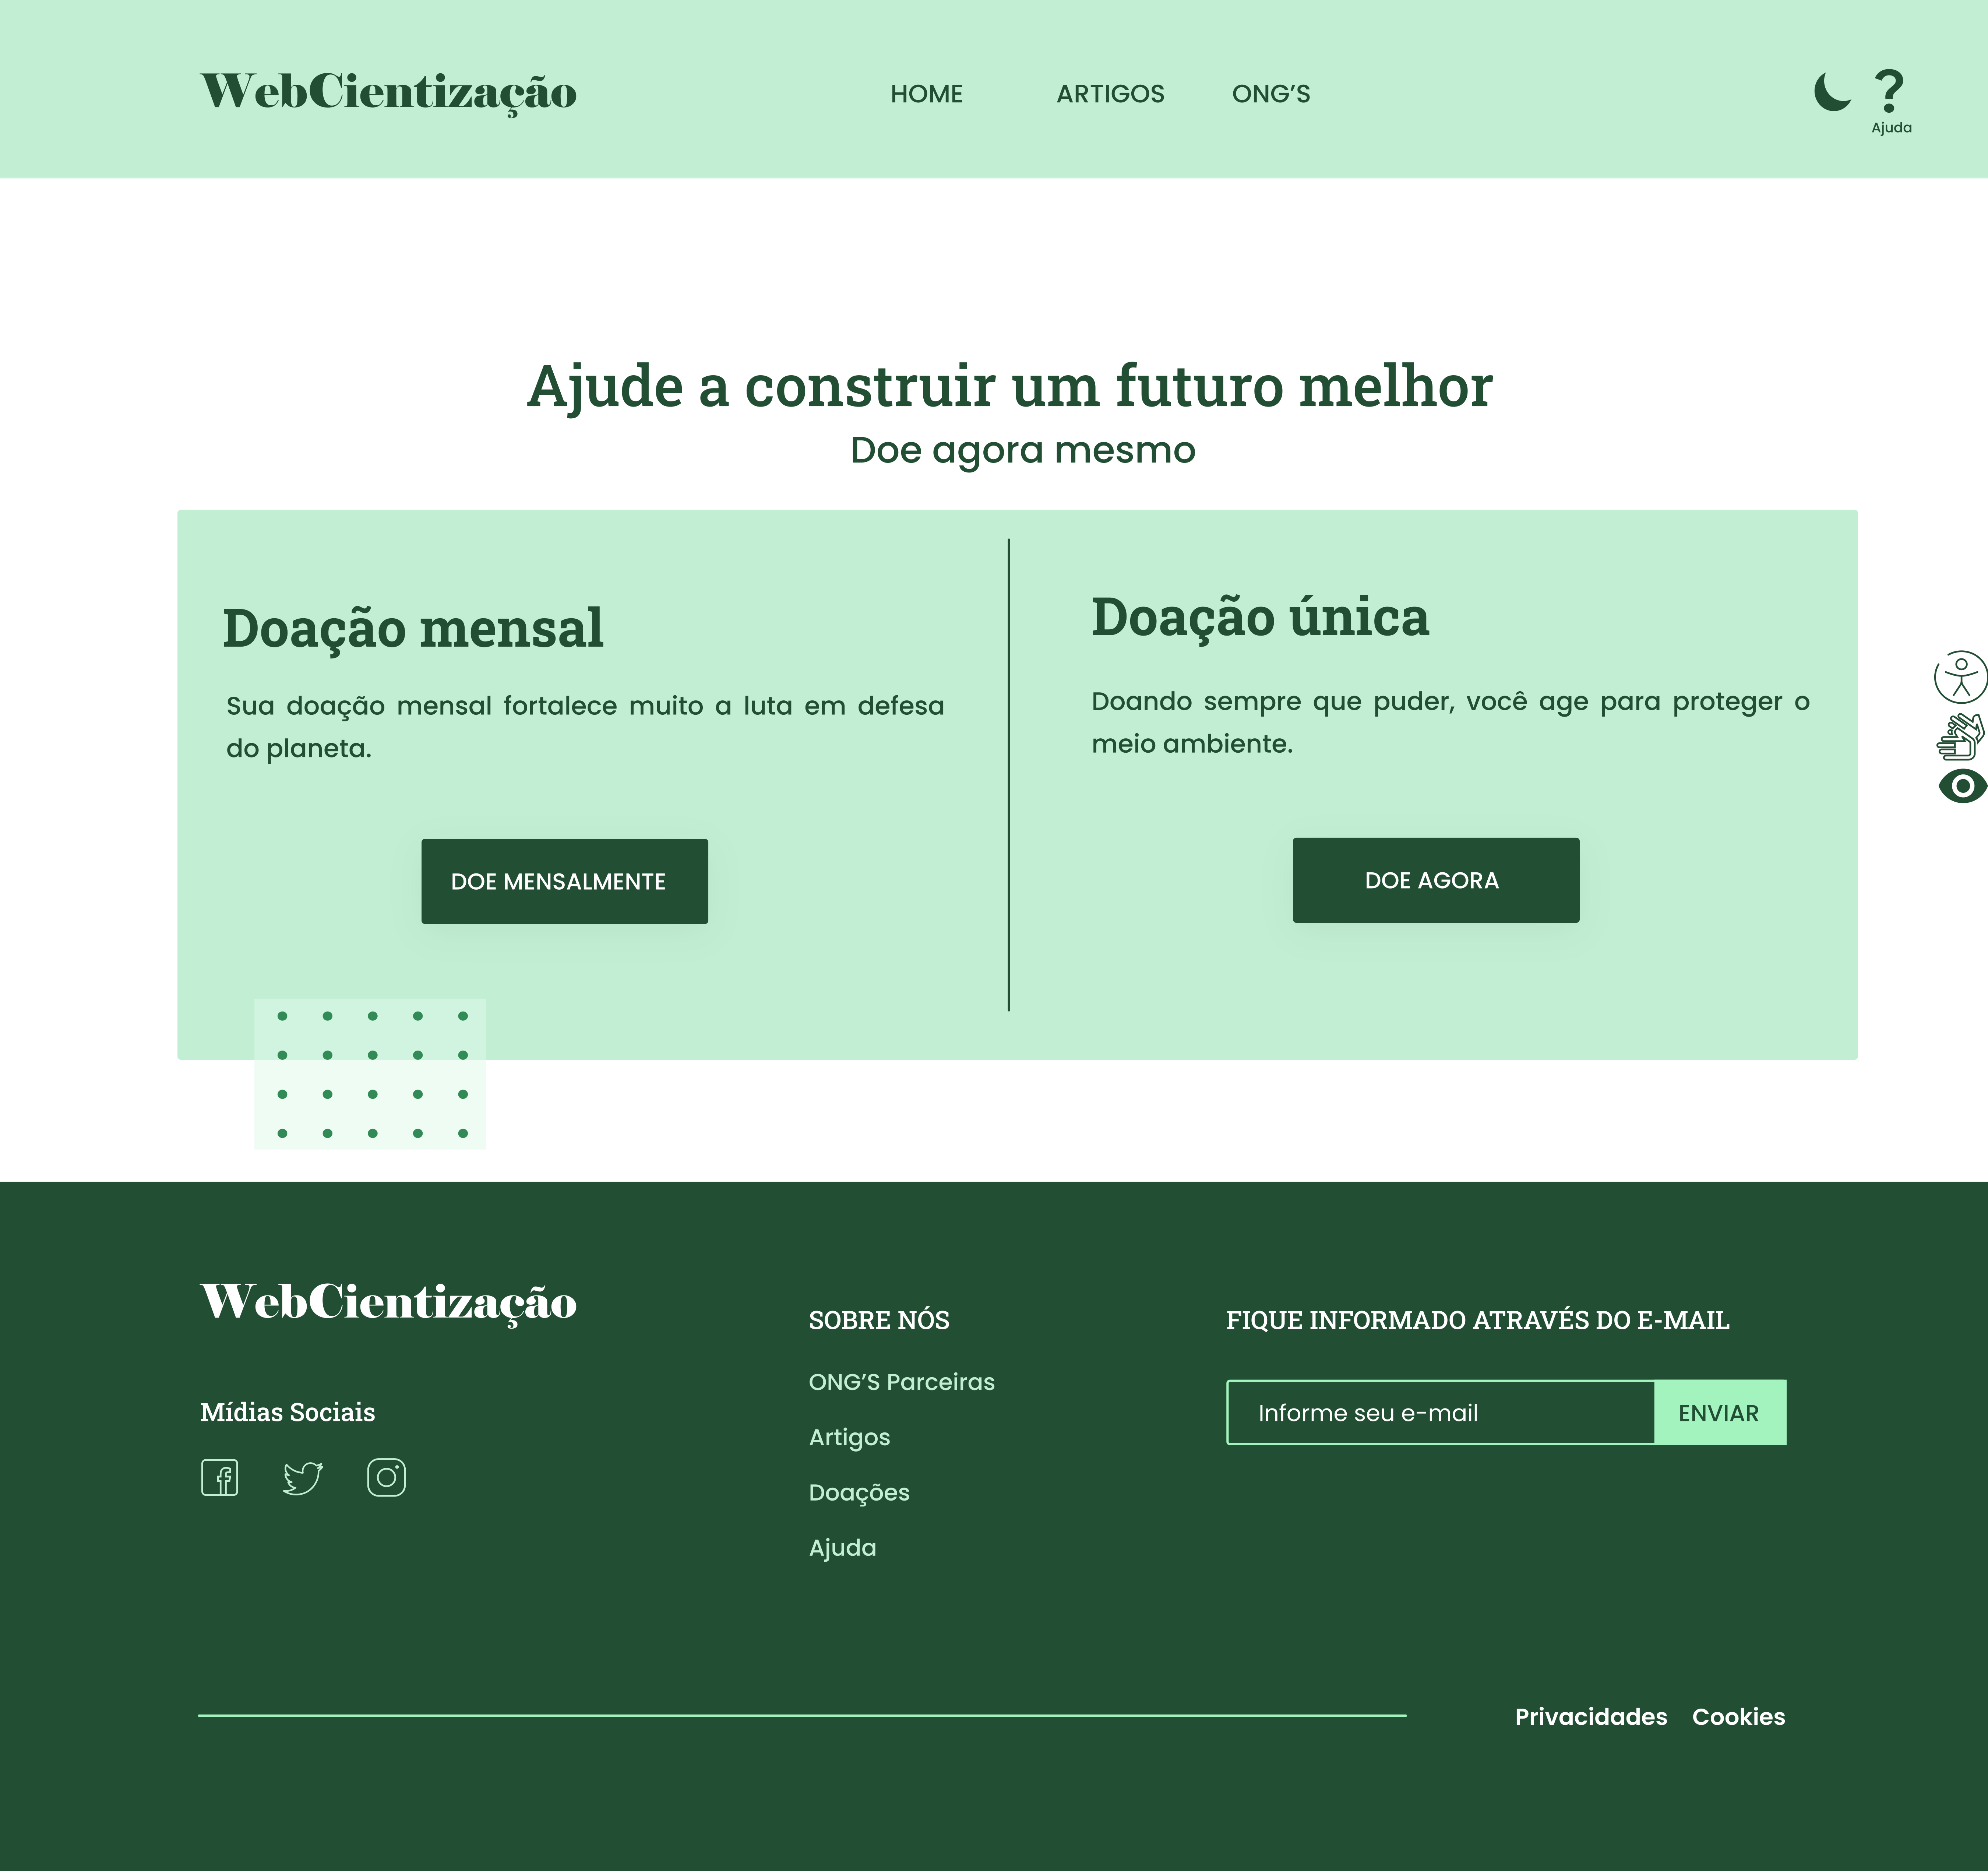 WebCientização
HOME
ARTIGOS
ONG’S
?
Ajuda
Ajude a construir um futuro melhor
Doe agora mesmo
Doação mensal
Sua doação mensal fortalece muito a luta em defesa
do planeta.
DOE MENSALMENTE
Doação única
Doando sempre que puder, você age para proteger o
meio ambiente.
DOE AGORA
WebCientização
Mídias Sociais
SOBRE NÓS
ONG’S Parceiras
Artigos
Doações
Ajuda
FIQUE INFORMADO ATRAVÉS DO E-MAIL
Informe seu e-mail
ENVIAR
Privacidades
Cookies